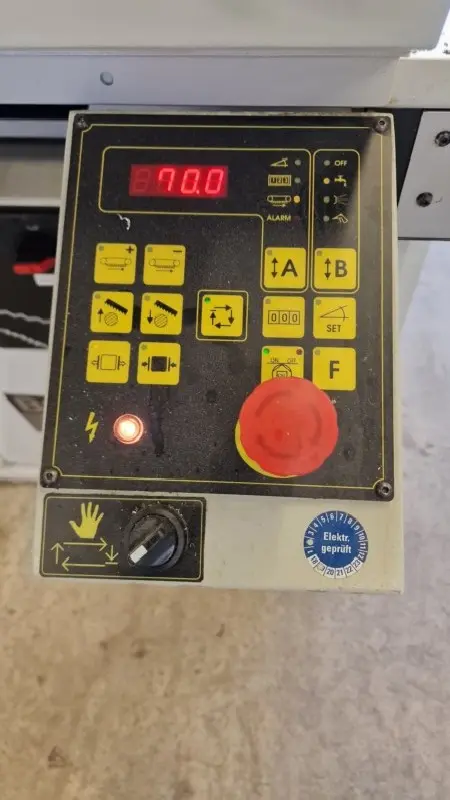 70.0
OFF
ALARM
+
-
A
B
000
SET
ON OFF
F
Elektr.
geprüft